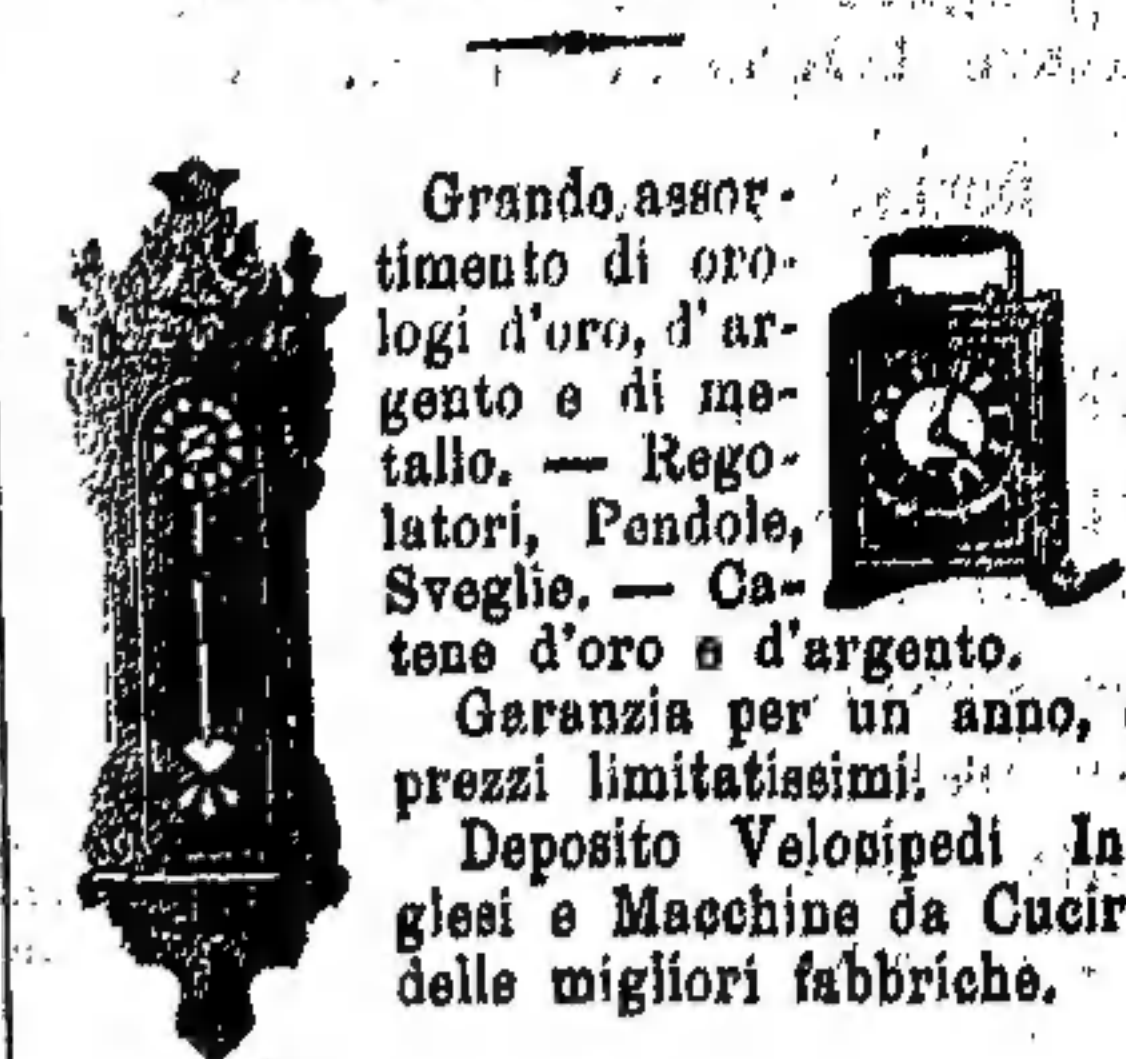 Grande assor-
timento di oro-
logi d'oro, d'ar-
gento e di me-
tallo. — Rego-
latori, Pendole,
Sveglie. — Ca-
tene d'oro e d'argento.
Garanzia per un anno,
prezzi limitatissimi.
Deposito Velocipedi In
glesi e Macchine da Cucir
delle migliori fabbriche.